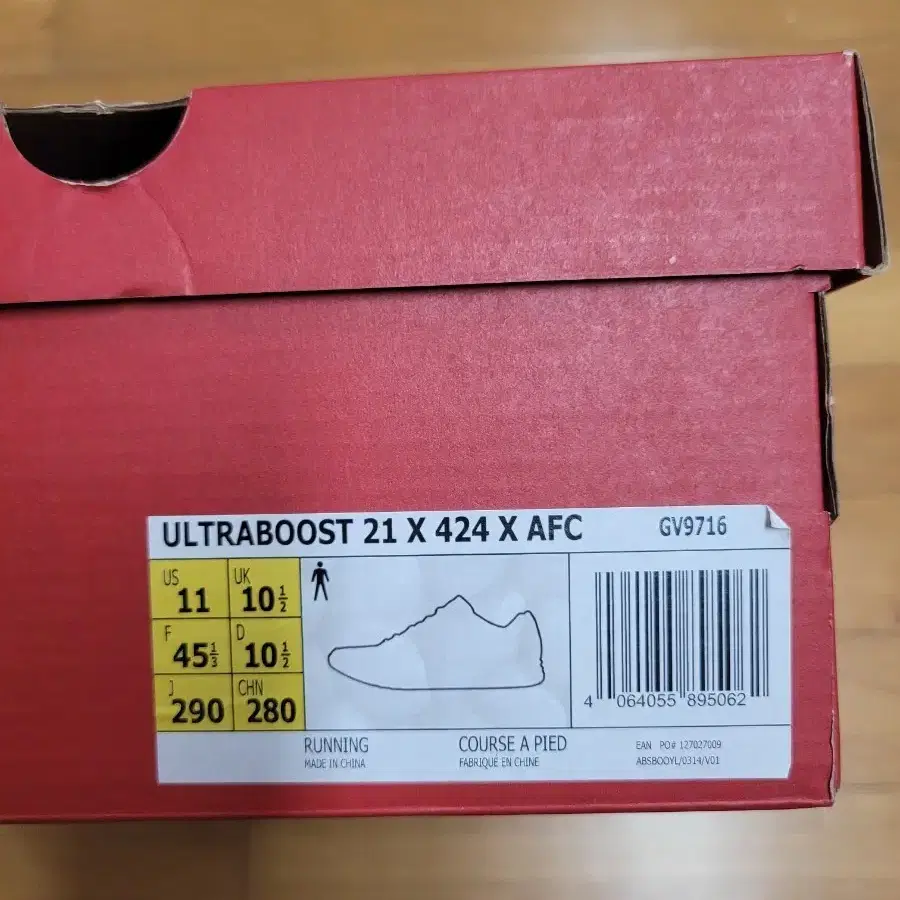 ULTRABOOST 21 X 424 X AFC GV9716
US 11 UK 10½
F 45⅓ D 10½
J 290 CHN 280
4 064055 895062
RUNNING COURSE A PIED EAN PO# 127027009
MADE IN CHINA FABRIQUÉ EN CHINE ABSBOOYL/0314/V01